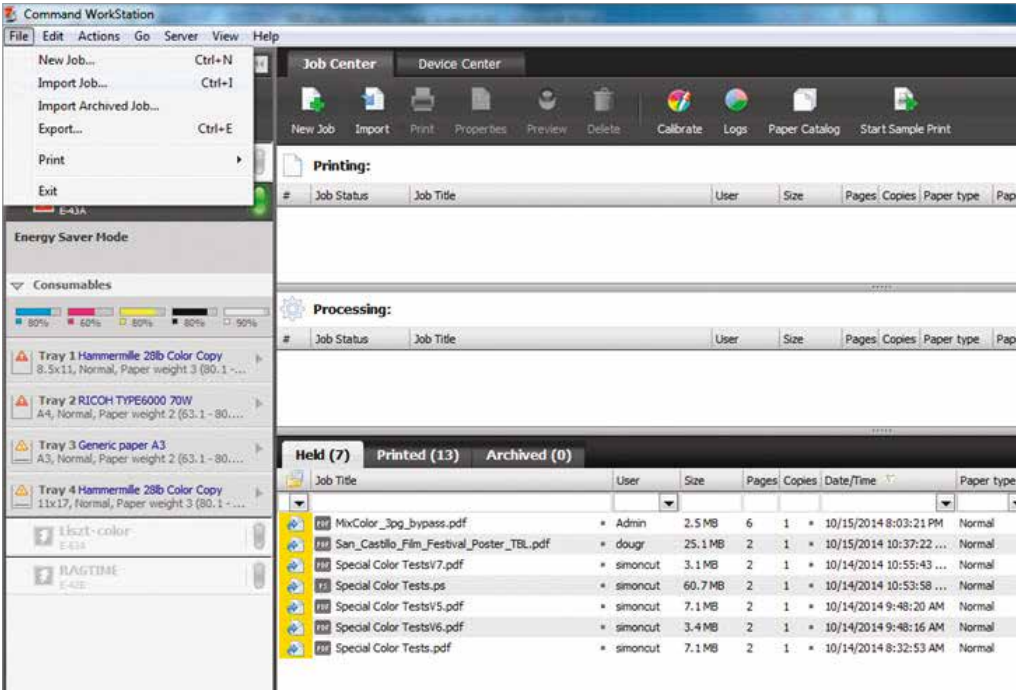 Command WorkStation
File Edit Actions Go Server View Help
New Job... Ctrl+N
Import Job... Ctrl+I
Import Archived Job...
Export... Ctrl+E
Print
Exit
E-43A
Energy Saver Mode
Consumables
80% 60% 80% 80% 90%
Tray 1 Hammermille 28lb Color Copy
8.5x11, Normal, Paper weight 3 (80.1 -...
Tray 2 RICOH TYPE6000 70W
A4, Normal, Paper weight 2 (63.1 - 80....
Tray 3 Generic paper A3
A3, Normal, Paper weight 2 (63.1 - 80....
Tray 4 Hammermille 28lb Color Copy
11x17, Normal, Paper weight 3 (80.1 -...
Liszt-color
E-43A
RAGTIME
E-42B
Job Center Device Center
New Job Import Print Properties Preview Delete Calibrate Logs Paper Catalog Start Sample Print
Printing:
# Job Status Job Title User Size Pages Copies Paper type Pap
Processing:
# Job Status Job Title User Size Pages Copies Paper type Pap
Held (7) Printed (13) Archived (0)
Job Title User Size Pages Copies Date/Time Paper type
PDF MixColor_3pg_bypass.pdf Admin 2.5 MB 6 1 10/15/2014 8:03:21 PM Normal
PDF San_Castillo_Film_Festival_Poster_TBL.pdf dougr 25.1 MB 2 1 10/15/2014 10:37:22 ... Normal
PDF Special Color TestsV7.pdf simoncut 3.1 MB 2 1 10/14/2014 10:55:43 ... Normal
PS Special Color Tests.ps simoncut 60.7 MB 2 1 10/14/2014 10:53:58 ... Normal
PDF Special Color TestsV5.pdf simoncut 7.1 MB 2 1 10/14/2014 9:48:20 AM Normal
PDF Special Color TestsV6.pdf simoncut 3.4 MB 2 1 10/14/2014 9:48:16 AM Normal
PDF Special Color Tests.pdf simoncut 7.1 MB 2 1 10/14/2014 8:32:53 AM Normal